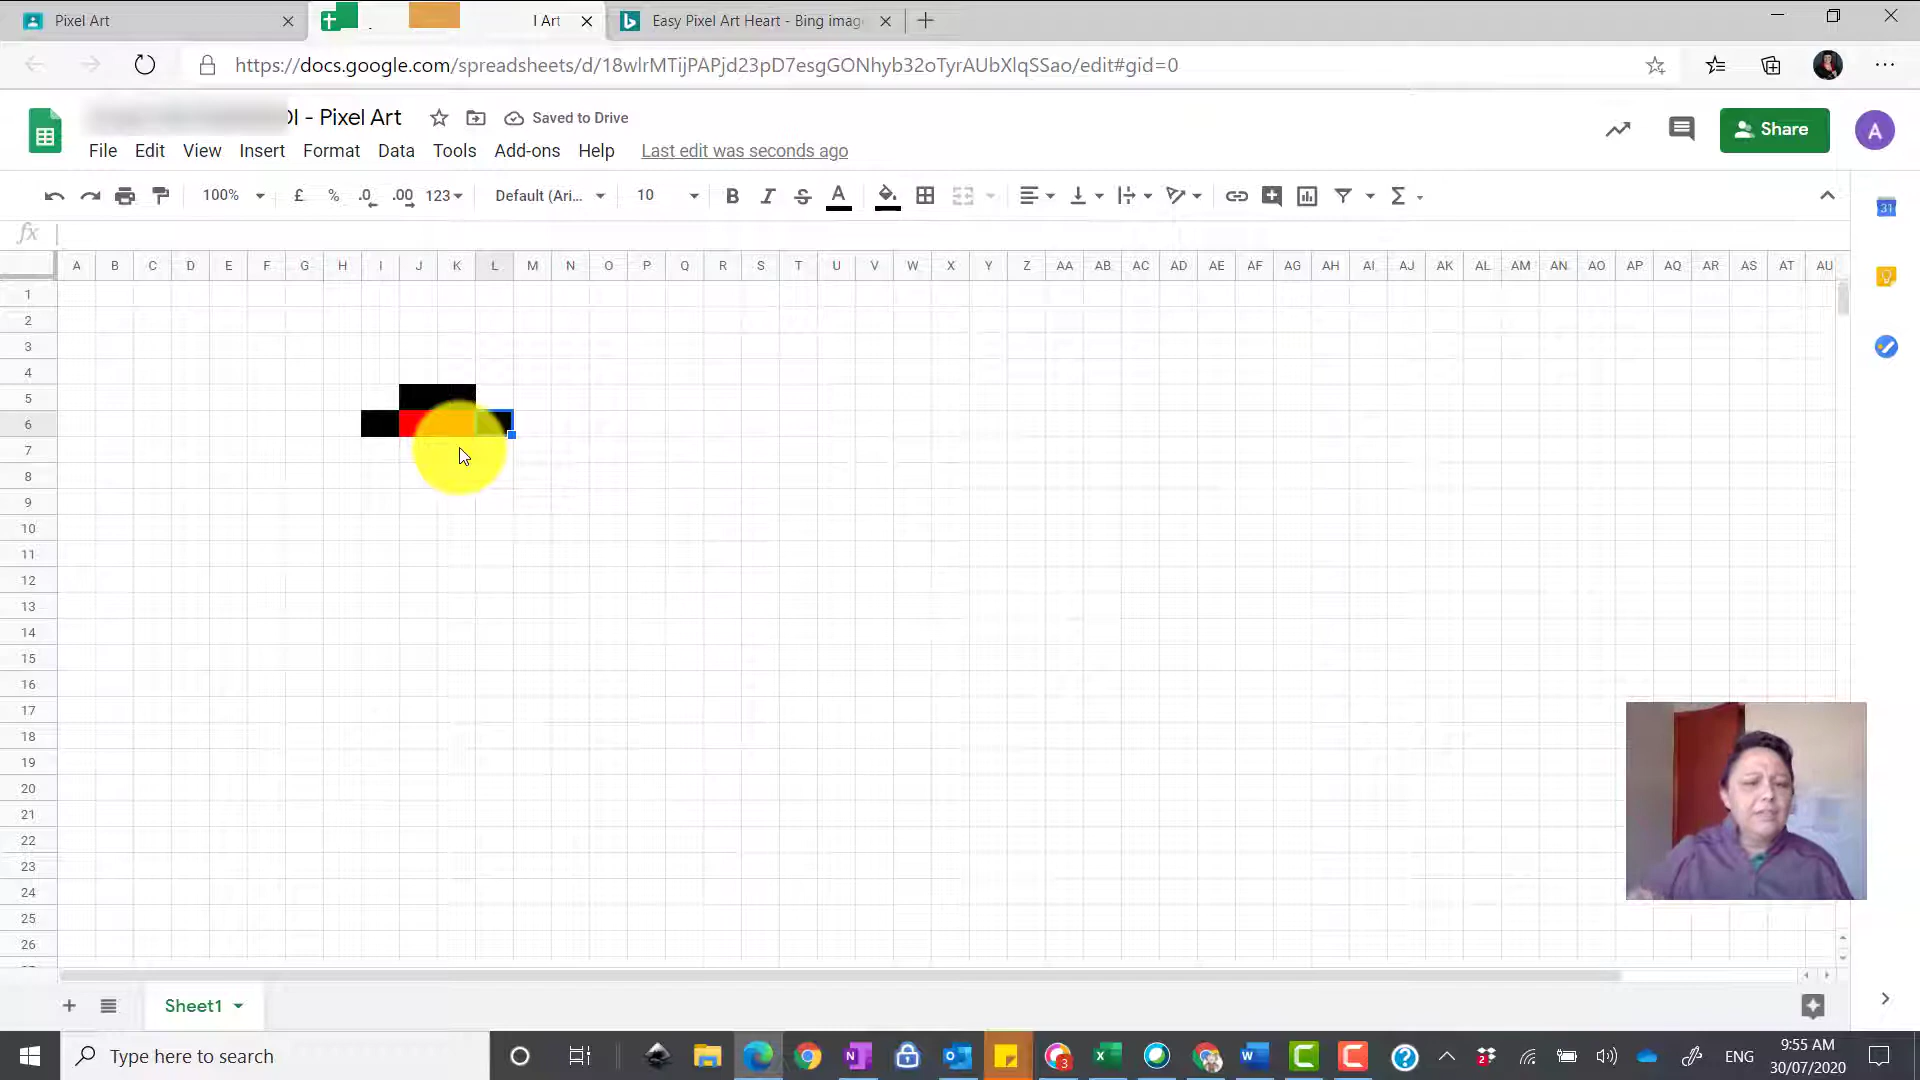 Pixel Art
l Art
Easy Pixel Art Heart - Bing imag
https://docs.google.com/spreadsheets/d/18wlrMTijPAPjd23pD7esgGONhyb32oTyrAUbXlqSSao/edit#gid=0
DI - Pixel Art
Saved to Drive
File Edit View Insert Format Data Tools Add-ons Help Last edit was seconds ago
Share
A
100% £ % .0 .00 123 Default (Ari... 10 B I S A Σ
fx
31
A B C D E F G H I J K L M N O P Q R S T U V W X Y Z AA AB AC AD AE AF AG AH AI AJ AK AL AM AN AO AP AQ AR AS AT AU
1
2
3
4
5
6
7
8
9
10
11
12
13
14
15
16
17
18
19
20
21
22
23
24
25
26
Sheet1
Type here to search
3
2
ENG
9:55 AM
30/07/2020